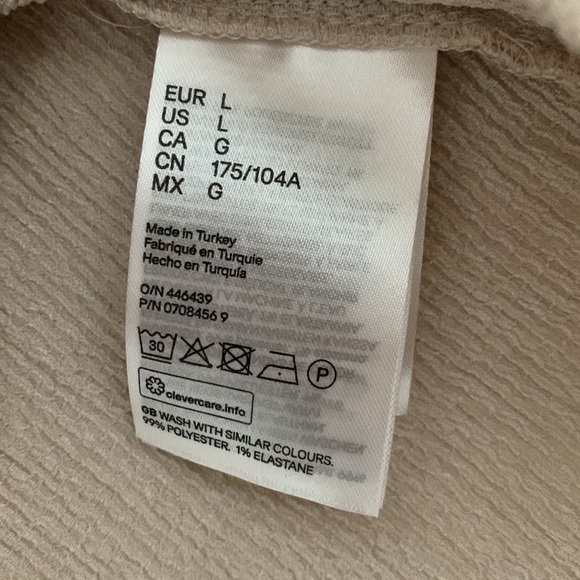 EUR L
US L
CA G
CN 175/104A
MX G
Made in Turkey
Fabriqué en Turquie
Hecho en Turquía
O/N 446439
P/N 0708456 9
30
P
clevercare.info
GB WASH WITH SIMILAR COLOURS.
99% POLYESTER. 1% ELASTANE